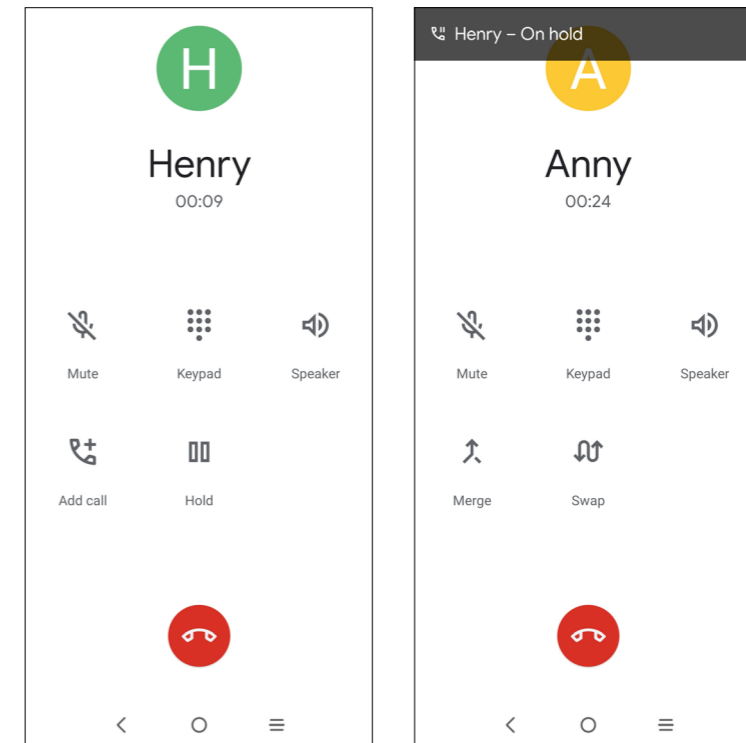 H
Henry
00:09
Mute Keypad Speaker
Add call Hold
Henry – On hold
A
Anny
00:24
Mute Keypad Speaker
Merge Swap